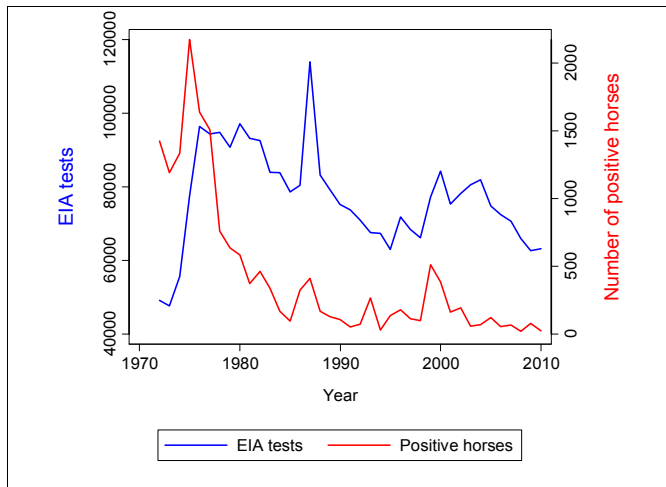 120000
100000
80000
60000
40000
EIA tests
2000
1500
1000
500
0
Number of positive horses
1970 1980 1990 2000 2010
Year
EIA tests Positive horses